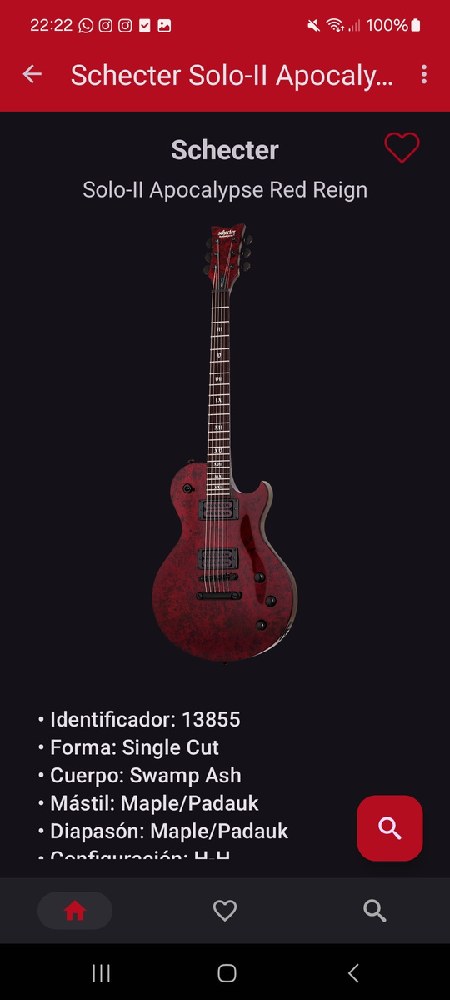 22:22 100%
Schecter Solo-II Apocaly...
Schecter
Solo-II Apocalypse Red Reign
schecter
• Identificador: 13855
• Forma: Single Cut
• Cuerpo: Swamp Ash
• Mástil: Maple/Padauk
• Diapasón: Maple/Padauk
• Configuración: H-H